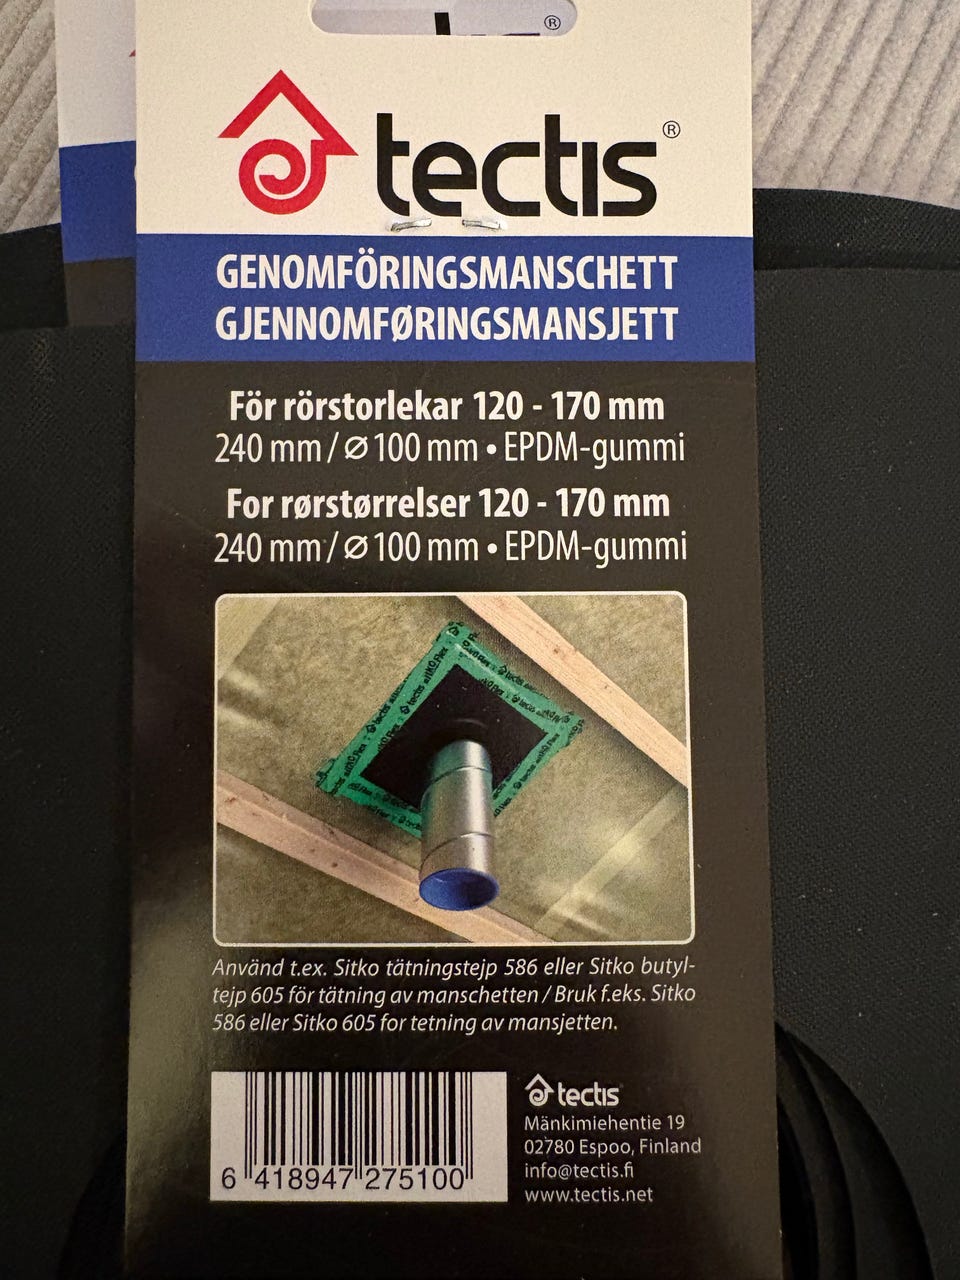 ®
tectis®
GENOMFÖRINGSMANSCHETT
GJENNOMFØRINGSMANSJETT
För rörstorlekar 120 - 170 mm
240 mm / Ø 100 mm • EPDM-gummi
For rørstørrelser 120 - 170 mm
240 mm / Ø 100 mm • EPDM-gummi
Använd t.ex. Sitko tätningstejp 586 eller Sitko butyl-
tejp 605 för tätning av manschetten / Bruk f.eks. Sitko
586 eller Sitko 605 for tetning av mansjetten.
6 418947 275100
tectis
Mänkimiehentie 19
02780 Espoo, Finland
info@tectis.fi
www.tectis.net